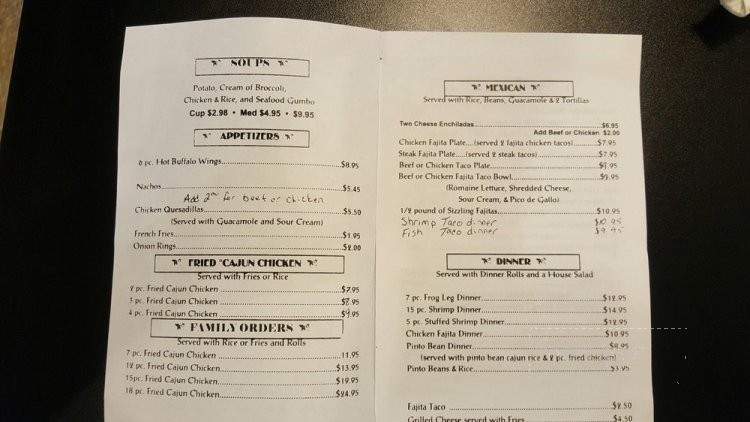 SOUPS
Potato, Cream of Broccoli,
Chicken & Rice, and Seafood Gumbo
Cup $2.98 • Med $4.95 • $9.95
APPETIZERS
6 pc. Hot Buffalo Wings $8.95
Nachos $5.45
Add 2⁰⁰ for beef or chicken
Chicken Quesadillas $5.50
(Served with Guacamole and Sour Cream)
French Fries $1.95
Onion Rings $2.00
FRIED "CAJUN CHICKEN
Served with Fries or Rice
2 pc. Fried Cajun Chicken $7.95
3 pc. Fried Cajun Chicken $8.95
4 pc. Fried Cajun Chicken $9.95
FAMILY ORDERS
Served with Rice or Fries and Rolls
7 pc. Fried Cajun Chicken 11.95
12 pc. Fried Cajun Chicken $13.95
15pc. Fried Cajun Chicken $19.95
18 pc. Fried Cajun Chicken $24.95
MEXICAN
Served with Rice, Beans, Guacamole & 2 Tortillas
Two Cheese Enchiladas $6.95
Add Beef or Chicken $2.00
Chicken Fajita Plate....(served 2 fajita chicken tacos) $7.95
Steak Fajita Plate....(served 2 steak tacos) $7.95
Beef or Chicken Taco Plate
Beef or Chicken Fajita Taco Bowl $9.95
(Romaine Lettuce, Shredded Cheese,
Sour Cream, & Pico de Gallo)
1/2 pound of Sizzling Fajitas $10.95
Shrimp Taco dinner $10.95
Fish Taco dinner $9.95
DINNER
Served with Dinner Rolls and a House Salad
7 pc. Frog Leg Dinner $12.95
15 pc. Shrimp Dinner $14.95
5 pc. Stuffed Shrimp Dinner $12.95
Chicken Fajita Dinner $10.95
Pinto Bean Dinner $8.95
(served with pinto bean cajun rice & 2 pc. fried chicken)
Pinto Beans & Rice $3.95
Fajita Taco $2.50
Grilled Cheese served with Fries $4.50